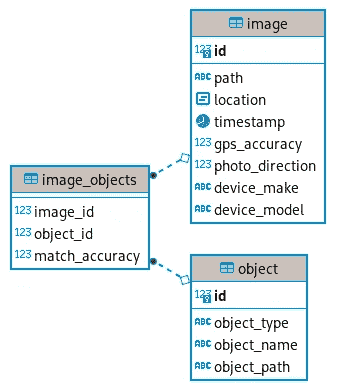 image
123 id
ABC path
location
timestamp
123 gps_accuracy
123 photo_direction
ABC device_make
ABC device_model
image_objects
123 image_id
123 object_id
123 match_accuracy
object
123 id
ABC object_type
ABC object_name
ABC object_path